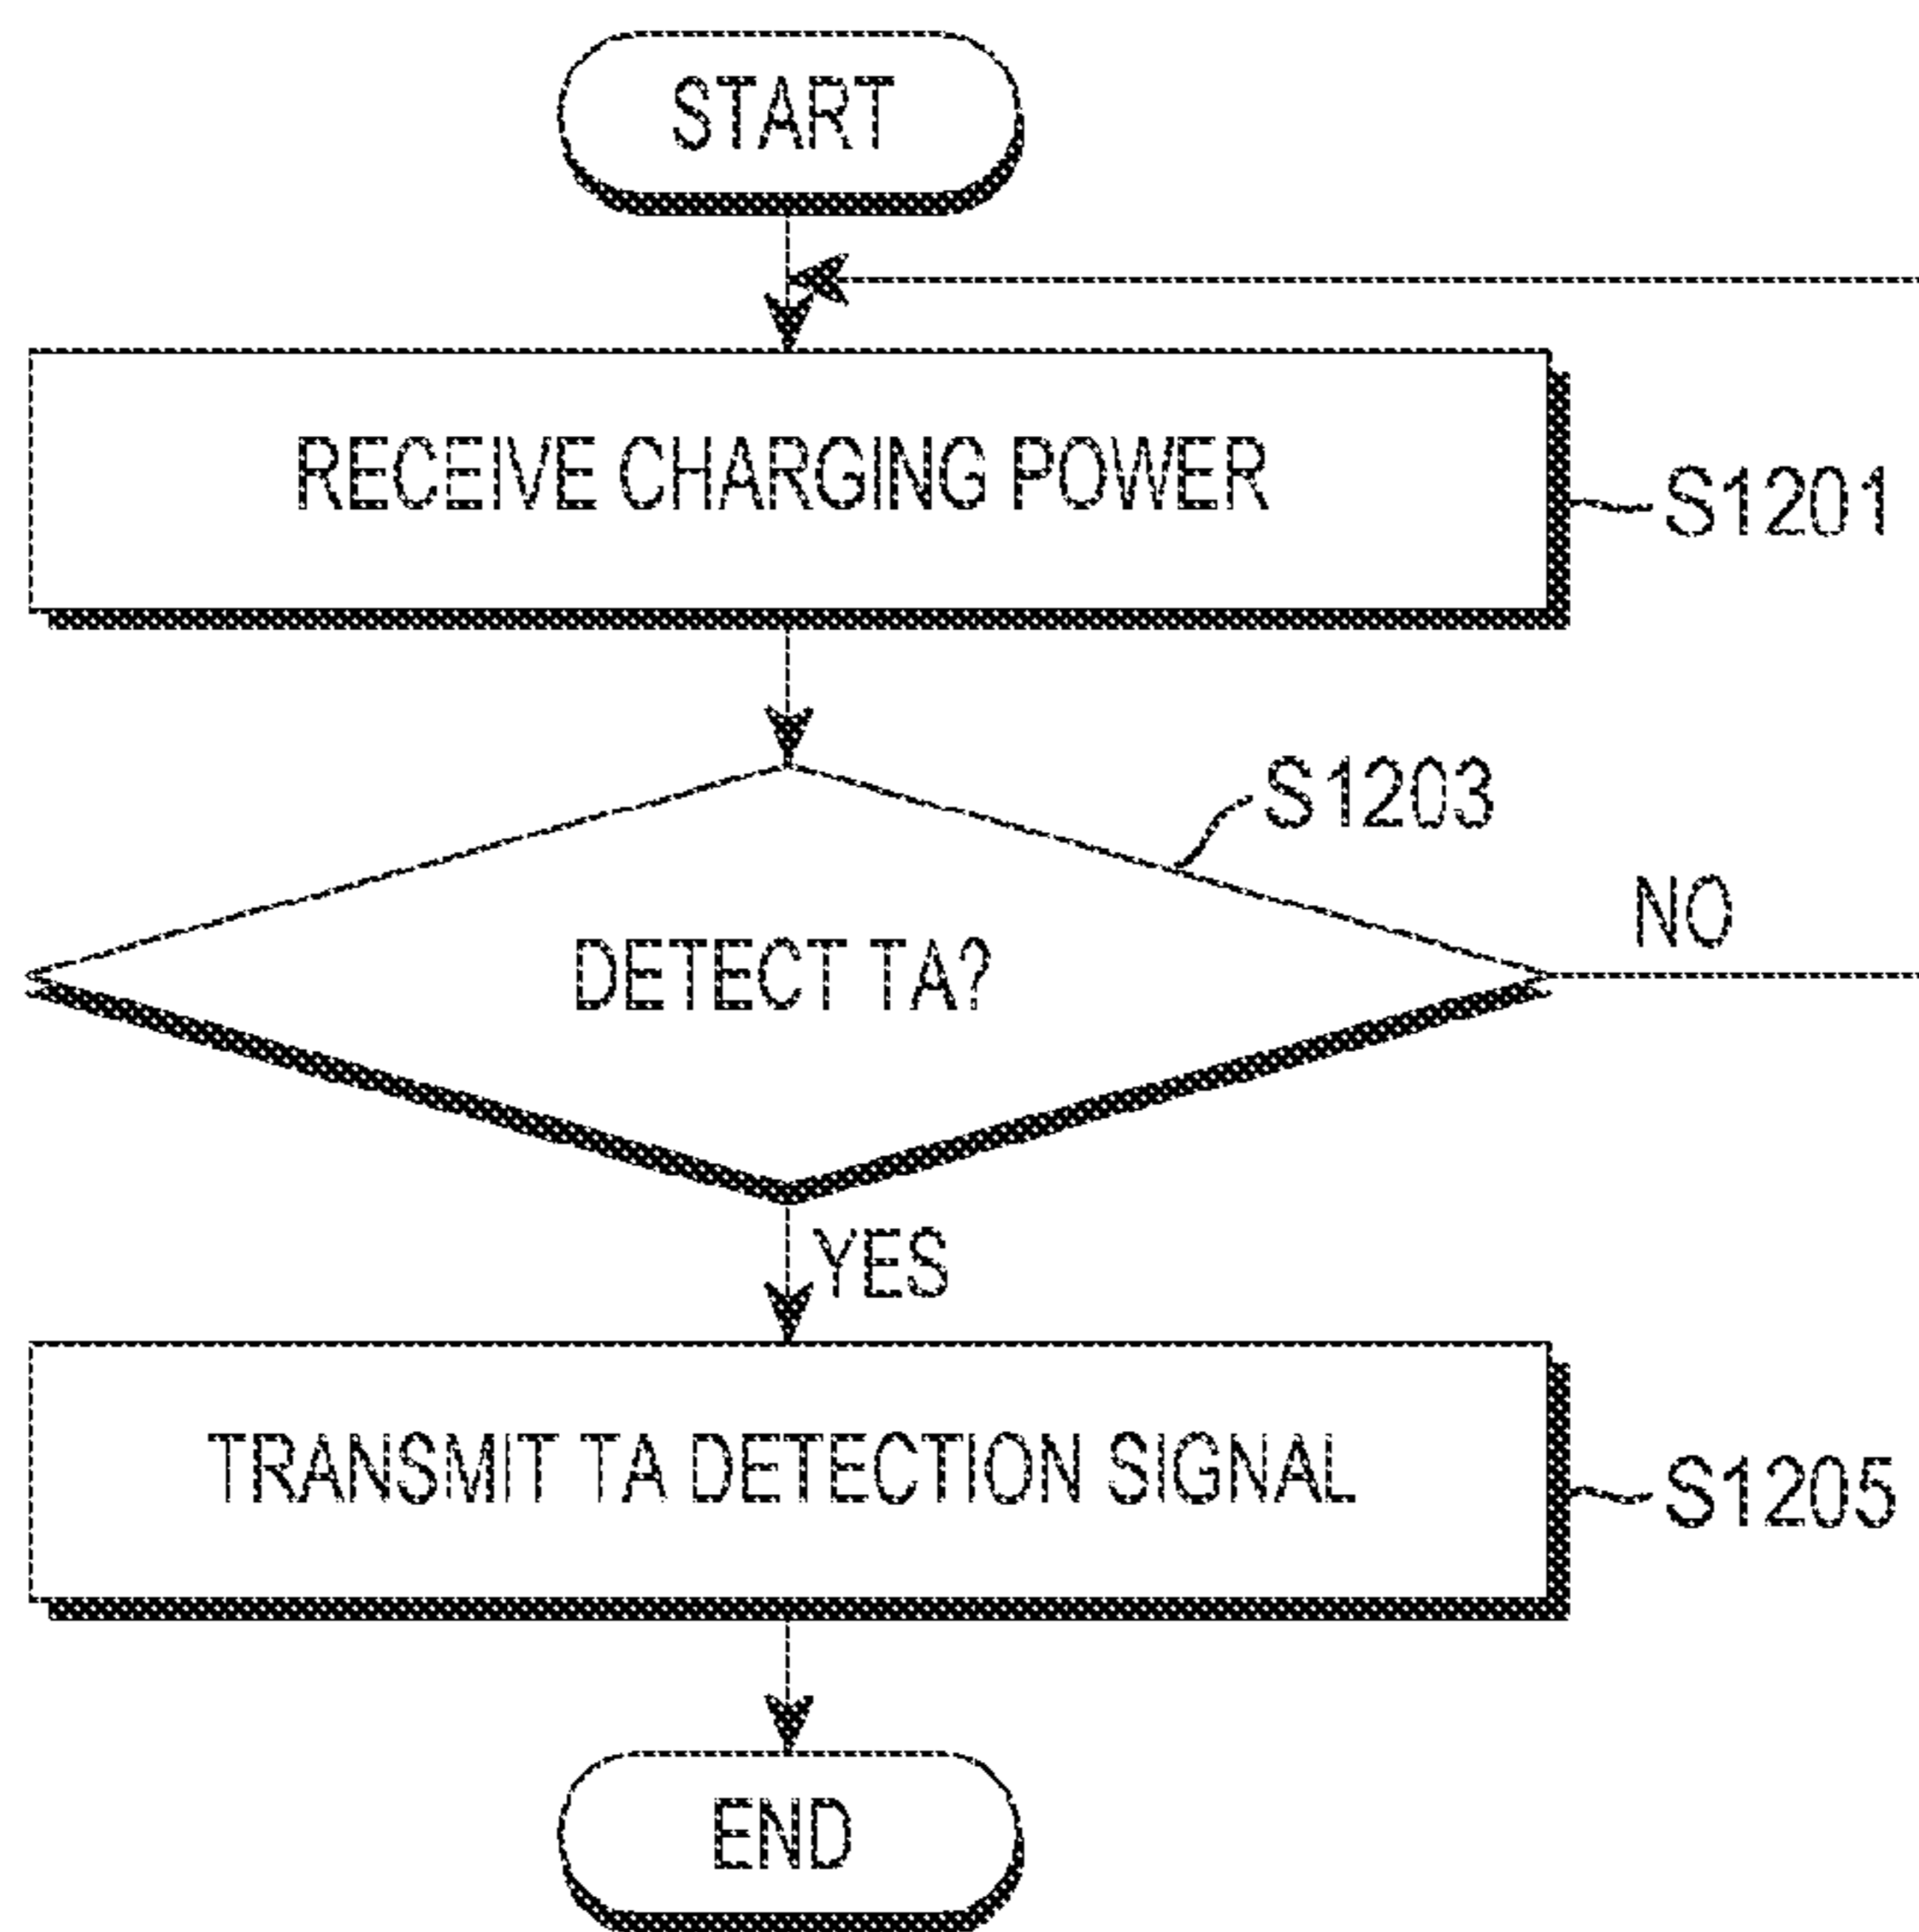 START
RECEIVE CHARGING POWER
S1201
S1203
DETECT TA?
NO
YES
TRANSMIT TA DETECTION SIGNAL
S1205
END